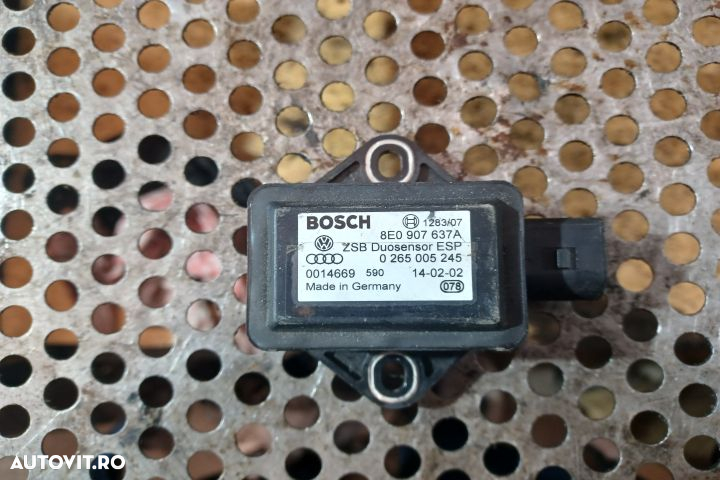 BOSCH 1283/07
8E0 907 637A
ZSB Duosensor ESP
0 265 005 245
0014669 590 14-02-02
Made in Germany 078
AUTOVIT.RO